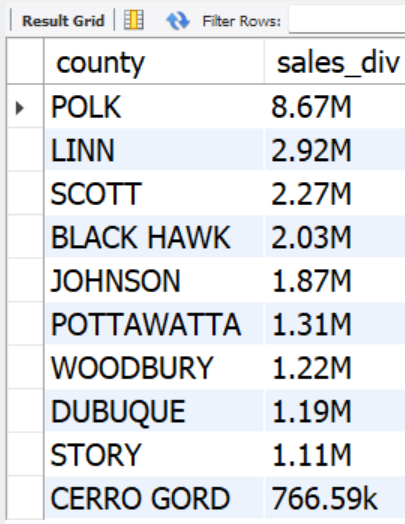 Result Grid Filter Rows:
county sales_div
POLK 8.67M
LINN 2.92M
SCOTT 2.27M
BLACK HAWK 2.03M
JOHNSON 1.87M
POTTAWATTA 1.31M
WOODBURY 1.22M
DUBUQUE 1.19M
STORY 1.11M
CERRO GORD 766.59k